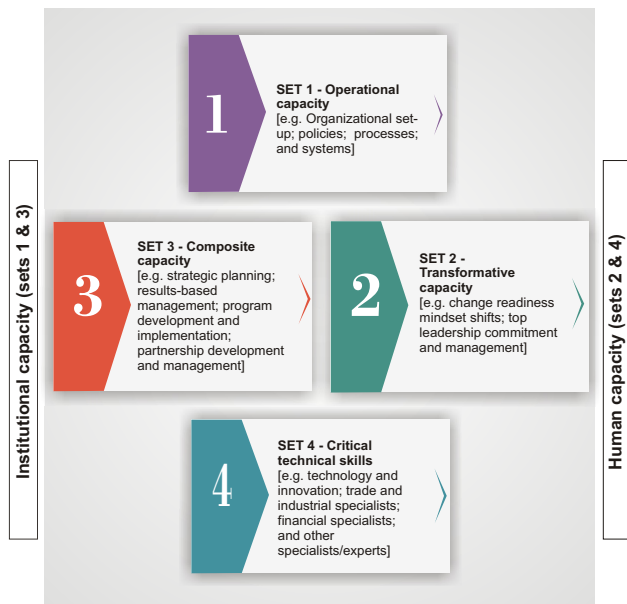 1
SET 1 - Operational
capacity
[e.g. Organizational set-
up; policies; processes;
and systems]
Institutional capacity (sets 1 & 3)
3
SET 3 - Composite
capacity
[e.g. strategic planning;
results-based
management; program
development and
implementation;
partnership development
and management]
2
SET 2 -
Transformative
capacity
[e.g. change readiness
mindset shifts; top
leadership commitment
and management]
Human capacity (sets 2 & 4)
4
SET 4 - Critical
technical skills
[e.g. technology and
innovation; trade and
industrial specialists;
financial specialists;
and other
specialists/experts]